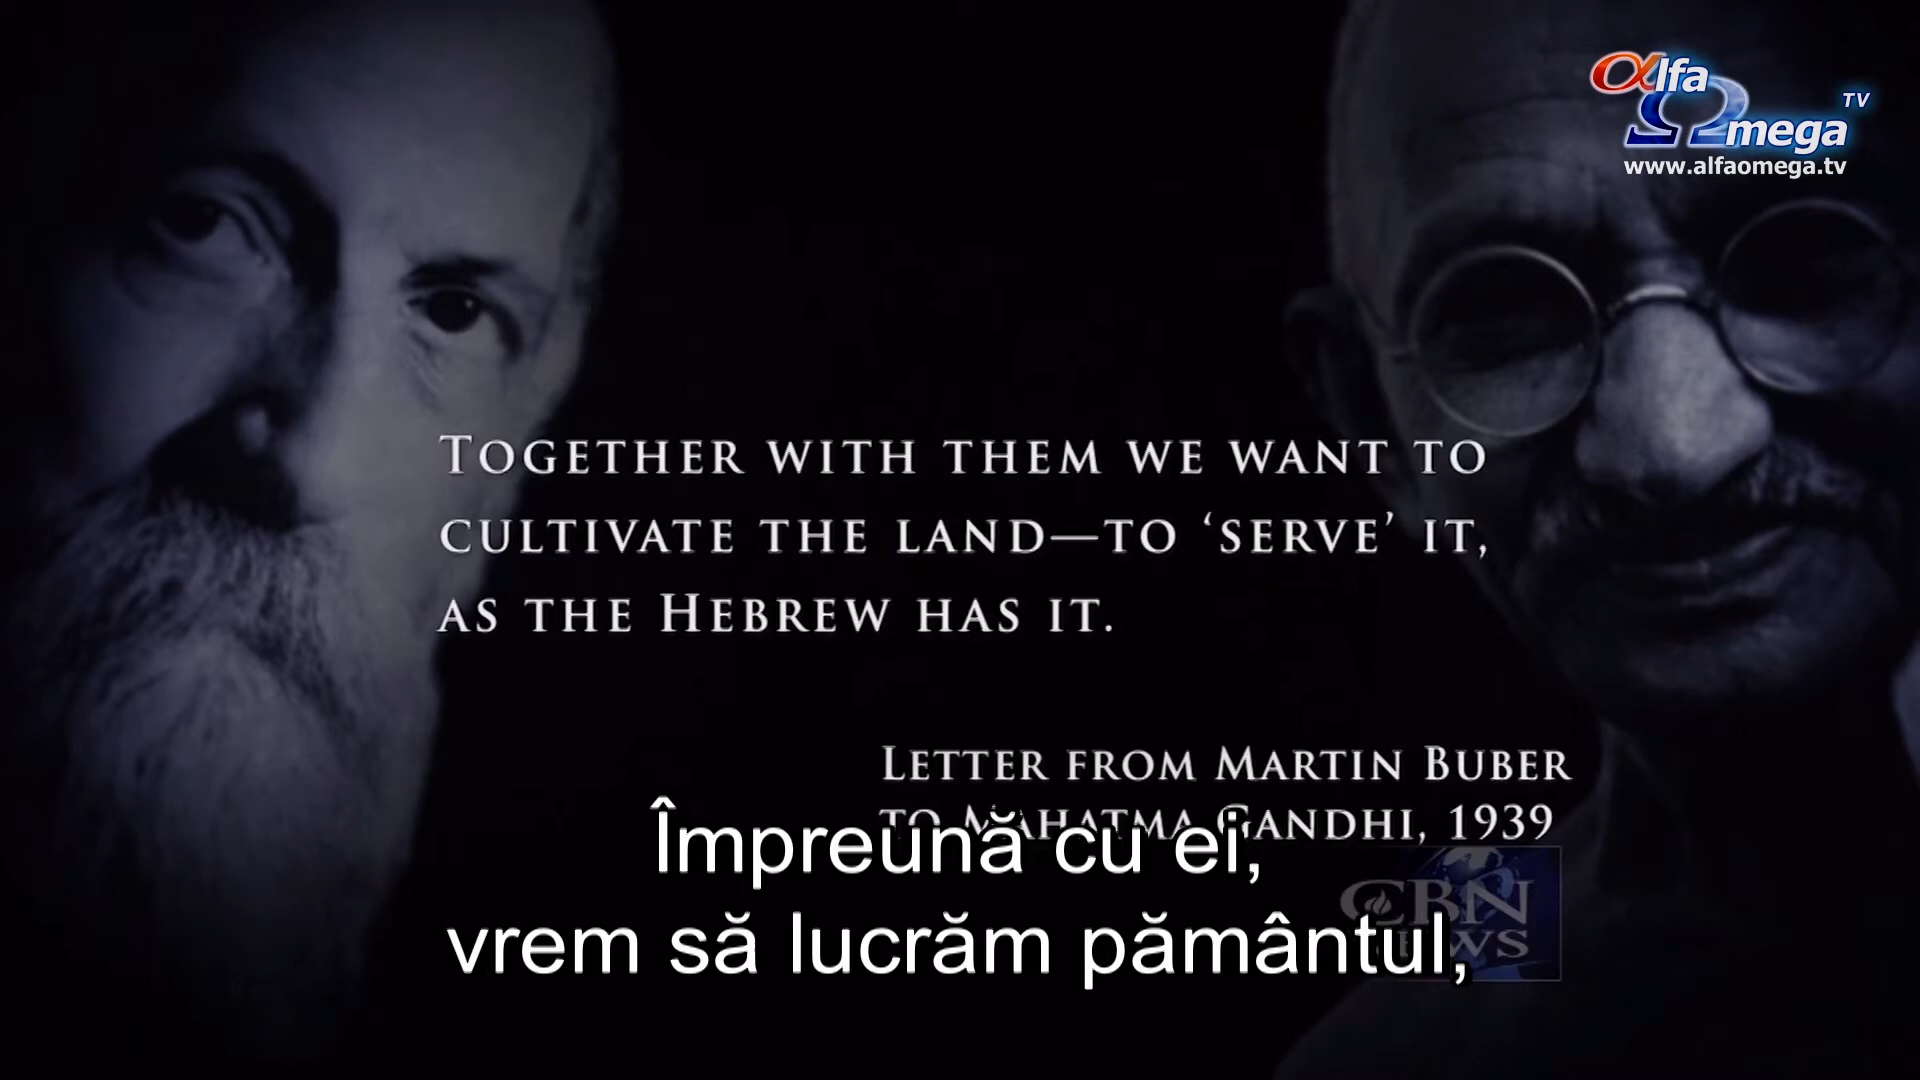 αlfa
Ωmega TV
www.alfaomega.tv
TOGETHER WITH THEM WE WANT TO
CULTIVATE THE LAND—TO ‘SERVE’ IT,
AS THE HEBREW HAS IT.
LETTER FROM MARTIN BUBER
TO MAHATMA GANDHI, 1939
Împreună cu ei,
vrem să lucrăm pământul,
CBN
NEWS